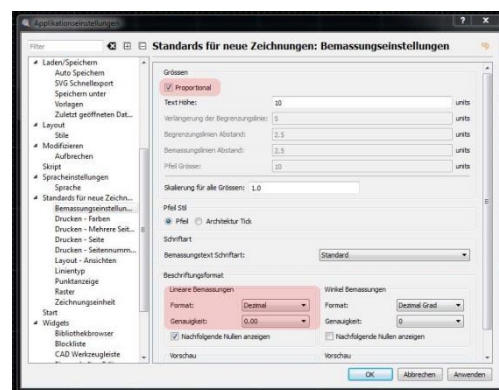 Applikationseinstellungen
Filter
Standards für neue Zeichnungen: Bemassungseinstellungen
Laden/Speichern
Auto Speichern
SVG Schnellexport
Speichern unter
Vorlagen
Zuletzt geöffneten Dat...
Layout
Stile
Modifizieren
Aufbrechen
Skript
Spracheinstellungen
Sprache
Standards für neue Zeichn...
Bemassungseinstellun...
Drucken - Farben
Drucken - Mehrere Seit...
Drucken - Seite
Drucken - Seitennumm...
Layout - Ansichten
Linientyp
Punktanzeige
Raster
Zeichnungseinheit
Start
Widgets
Bibliothekbrowser
Blockliste
CAD Werkzeugleiste
Grössen
Proportional
Text Höhe: 10 units
Verlängerung der Begrenzungslinie: 5 units
Begrenzungslinien Abstand: 2.5 units
Bemassungslinien Abstand: 2.5 units
Pfeil Grösse: 10 units
Skalierung für alle Grössen: 1.0
Pfeil Stil
Pfeil Architektur Tick
Schriftart
Bemassungstext Schriftart: Standard
Beschriftungsformat
Lineare Bemassungen Winkel Bemassungen
Format: Dezimal Format: Dezimal Grad
Genauigkeit: 0.00 Genauigkeit: 0
Nachfolgende Nullen anzeigen Nachfolgende Nullen anzeigen
Vorschau Vorschau
OK Abbrechen Anwenden